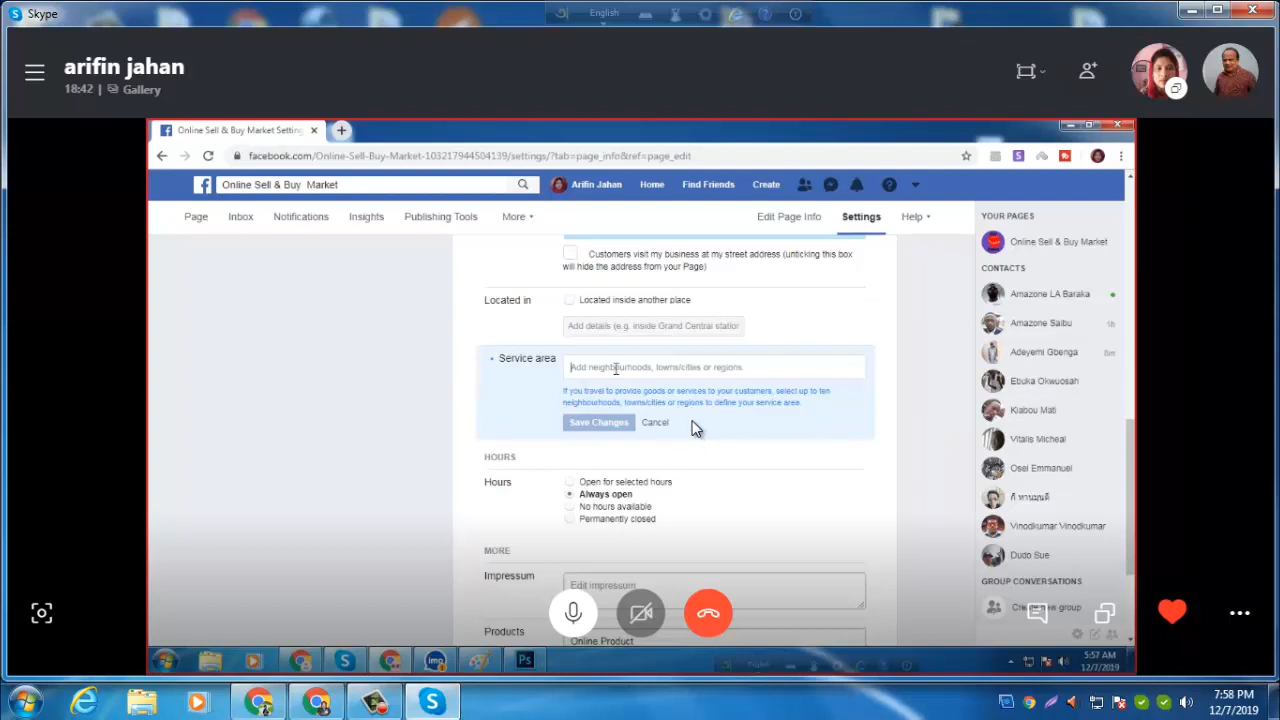 Skype
English
arifin jahan
18:42 | Gallery
Online Sell & Buy Market Setting
facebook.com/Online-Sell-Buy-Market-103217944504139/settings/?tab=page_info&ref=page_edit
Online Sell & Buy Market
Arifin Jahan
Home
Find Friends
Create
Page
Inbox
Notifications
Insights
Publishing Tools
More
Edit Page Info
Settings
Help
Customers visit my business at my street address (unticking this box
will hide the address from your Page)
Located in
Located inside another place
Add details (e.g. inside Grand Central station
Service area
Add neighbourhoods, towns/cities or regions
If you travel to provide goods or services to your customers, select up to ten
neighbourhoods, towns/cities or regions to define your service area.
Save Changes
Cancel
HOURS
Hours
Open for selected hours
Always open
No hours available
Permanently closed
MORE
Impressum
Edit impressum
Products
Online Product
YOUR PAGES
Online Sell & Buy Market
CONTACTS
Amazone LA Baraka
Amazone Saibu
1h
Adeyemi Gbenga
8m
Ebuka Okwuosah
Kiabou Mati
Vitalis Micheal
Osei Emmanuel
Vinodkumar Vinodkumar
Dudo Sue
GROUP CONVERSATIONS
Create new group
img
Ps
English
5:57 AM
12/7/2019
7:58 PM
12/7/2019